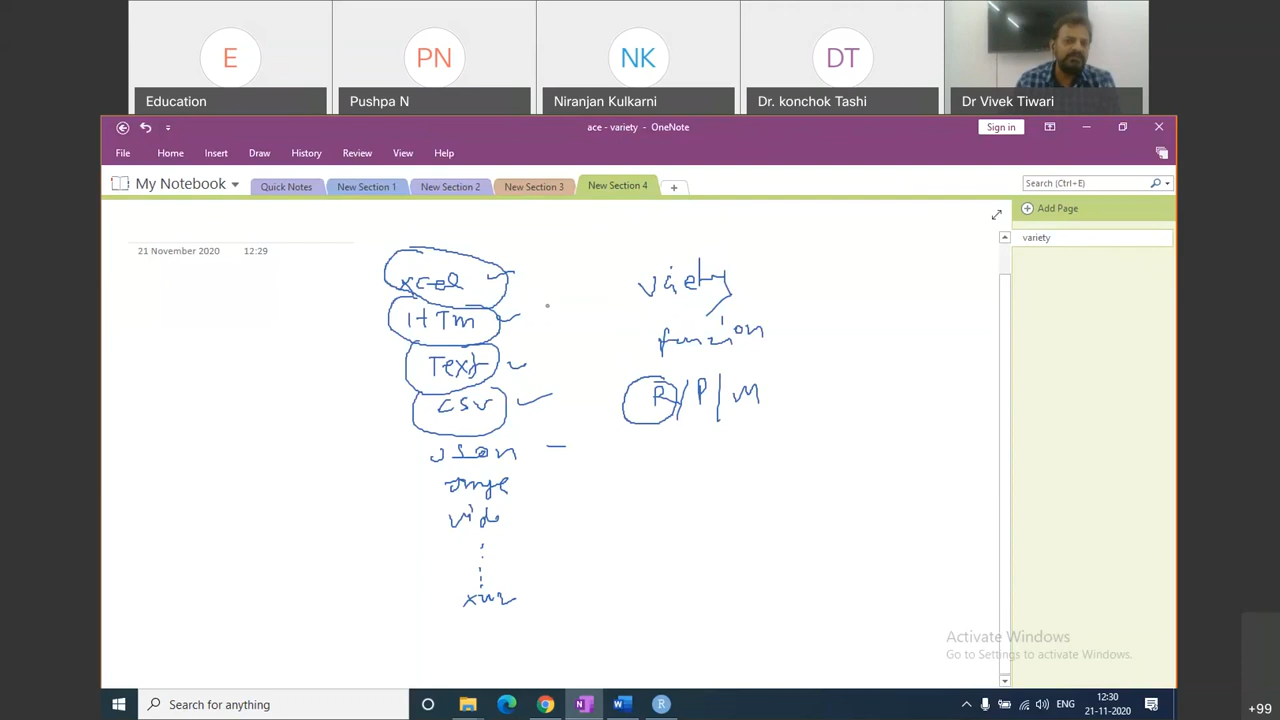 E
PN
NK
DT
Education
Pushpa N
Niranjan Kulkarni
Dr. konchok Tashi
Dr Vivek Tiwari
ace - variety - OneNote
Sign in
File
Home
Insert
Draw
History
Review
View
Help
My Notebook
Quick Notes
New Section 1
New Section 2
New Section 3
New Section 4
Search (Ctrl+E)
Add Page
variety
21 November 2020
12:29
xcel
HTm
Text
CSV
JSon
vido
variety
R/P/M
Activate Windows
Go to Settings to activate Windows.
Search for anything
ENG
12:30
21-11-2020
+99